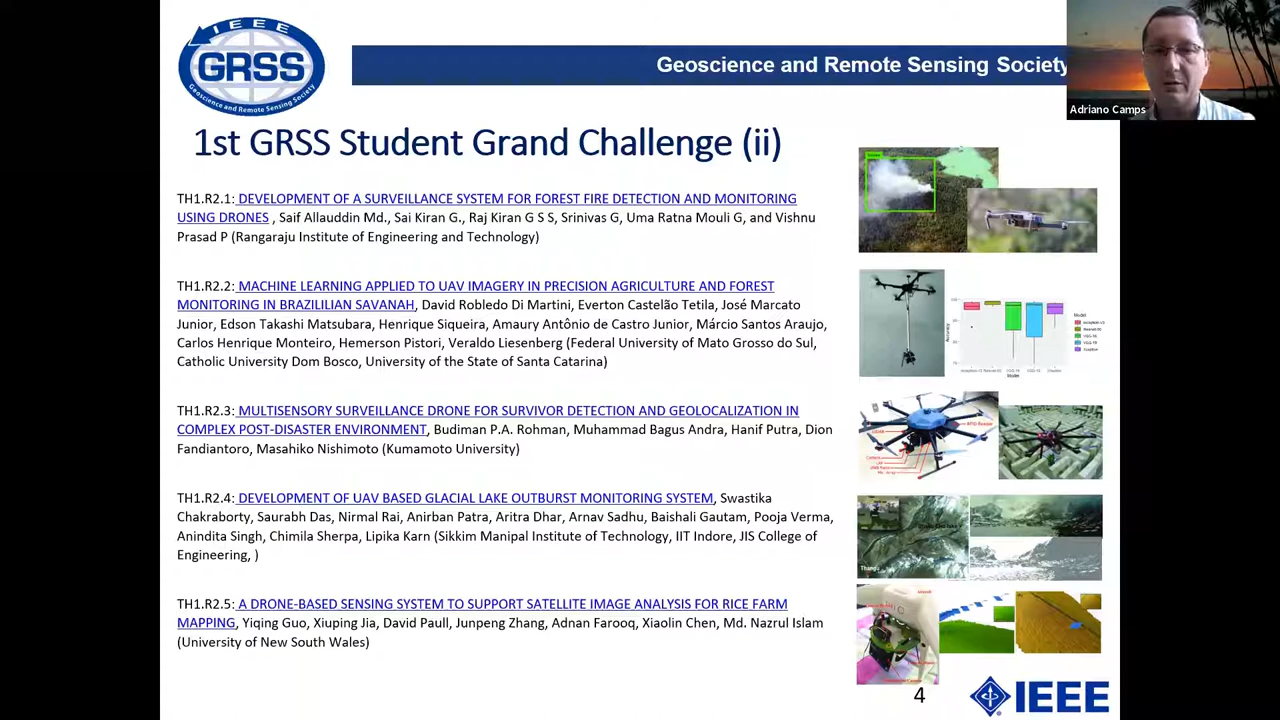 IEEE
GRSS
Geoscience and Remote Sensing Society
Geoscience and Remote Sensing Society
Adriano Camps
1st GRSS Student Grand Challenge (ii)
TH1.R2.1: DEVELOPMENT OF A SURVEILLANCE SYSTEM FOR FOREST FIRE DETECTION AND MONITORING
USING DRONES , Saif Allauddin Md., Sai Kiran G., Raj Kiran G S S, Srinivas G, Uma Ratna Mouli G, and Vishnu
Prasad P (Rangaraju Institute of Engineering and Technology)
TH1.R2.2: MACHINE LEARNING APPLIED TO UAV IMAGERY IN PRECISION AGRICULTURE AND FOREST
MONITORING IN BRAZILILIAN SAVANAH, David Robledo Di Martini, Everton Castelão Tetila, José Marcato
Junior, Edson Takashi Matsubara, Henrique Siqueira, Amaury Antônio de Castro Junior, Márcio Santos Araujo,
Carlos Henrique Monteiro, Hemerson Pistori, Veraldo Lissenberg (Federal University of Mato Grosso do Sul,
Catholic University Dom Bosco, University of the State of Santa Catarina)
Accuracy
Model
Model
TH1.R2.3: MULTISENSORY SURVEILLANCE DRONE FOR SURVIVOR DETECTION AND GEOLOCALIZATION IN
COMPLEX POST-DISASTER ENVIRONMENT, Budiman P.A. Rohman, Muhammad Bagus Andra, Hanif Putra, Dion
Fandiantoro, Masahiko Nishimoto (Kumamoto University)
TH1.R2.4: DEVELOPMENT OF UAV BASED GLACIAL LAKE OUTBURST MONITORING SYSTEM, Swastika
Chakraborty, Saurabh Das, Nirmal Rai, Anirban Patra, Aritra Dhar, Arnav Sadhu, Baishali Gautam, Pooja Verma,
Anindita Singh, Chimila Sherpa, Lipika Karn (Sikkim Manipal Institute of Technology, IIT Indore, JIS College of
Engineering, )
Thangu
TH1.R2.5: A DRONE-BASED SENSING SYSTEM TO SUPPORT SATELLITE IMAGE ANALYSIS FOR RICE FARM
MAPPING, Yiqing Guo, Xiuping Jia, David Paull, Junpeng Zhang, Adnan Farooq, Xiaolin Chen, Md. Nazrul Islam
(University of New South Wales)
4
IEEE